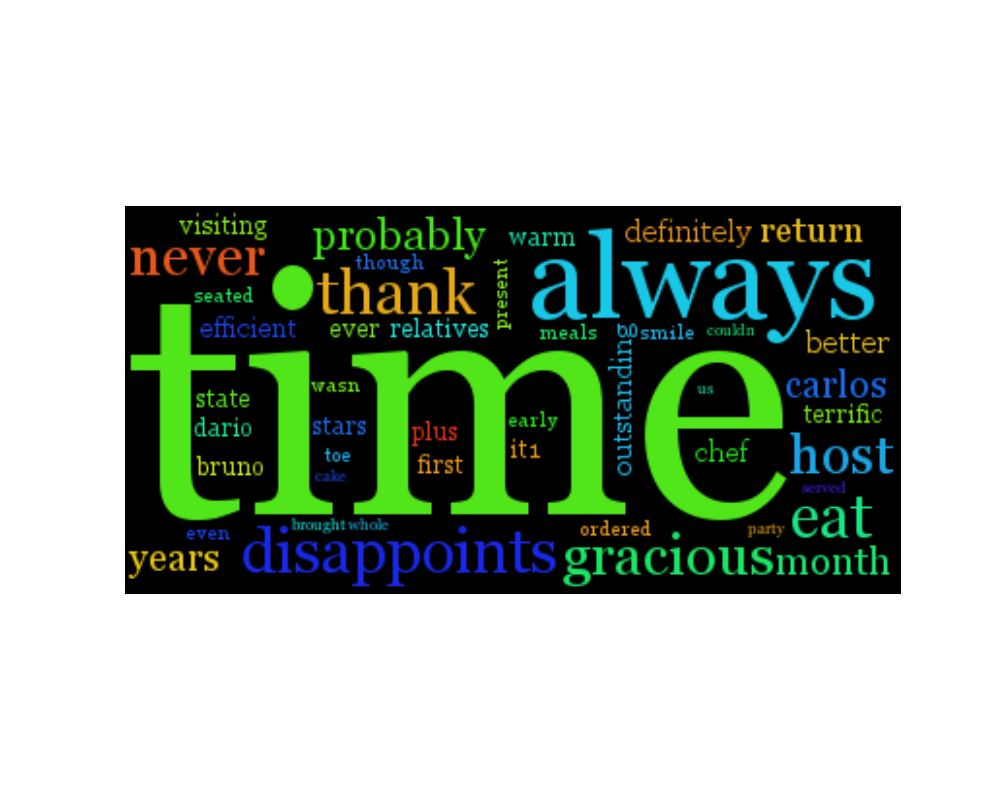 visiting
probably
warm
definitely
return
never
though
always
thank
present
seated
efficient
ever
relatives
meals
outstanding
smile
couldn
better
time
wasn
us
carlos
state
terrific
dario
stars
plus
early
it1
chef
host
bruno
toe
first
cake
served
even
brought
whole
ordered
party
eat
years
disappoints
gracious
month